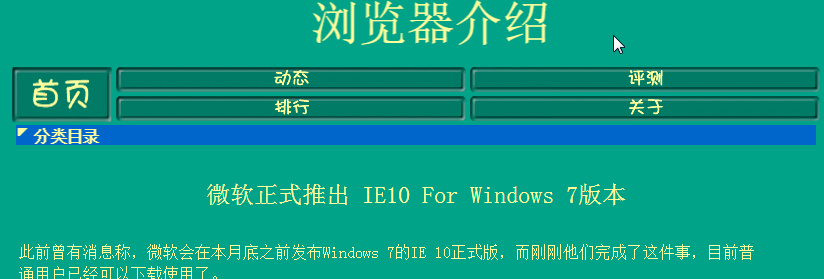 浏览器介绍
首页
动态
评测
排行
关于
分类目录
微软正式推出 IE10 For Windows 7版本
此前曾有消息称，微软会在本月底之前发布Windows 7的IE 10正式版，而刚刚他们完成了这件事，目前普
通用户已经可以下载使用了。